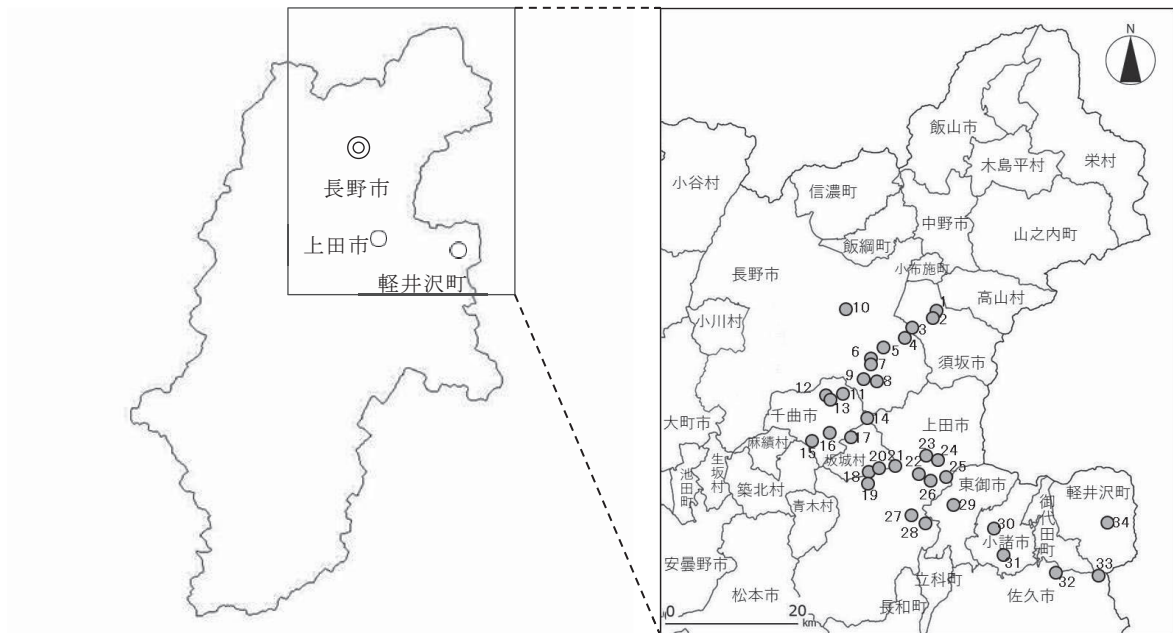 長野市
上田市
軽井沢町
N
飯山市
栄村
木島平村
小谷村
信濃町
中野市
山之内町
飯綱町
小布施町
長野市
高山村
1
10
2
小川村
3
4
5
6
7
須坂市
9
8
12
11
13
千曲市
14
大町市
上田市
麻績村
16
17
15
23
24
生坂村
坂城村
20
21
22
25
池田町
18
筑北村
19
26
東御市
軽井沢町
御代田町
青木村
29
27
28
30
34
小諸市
31
安曇野市
32
33
立科町
松本市
長和町
佐久市
0
20
km